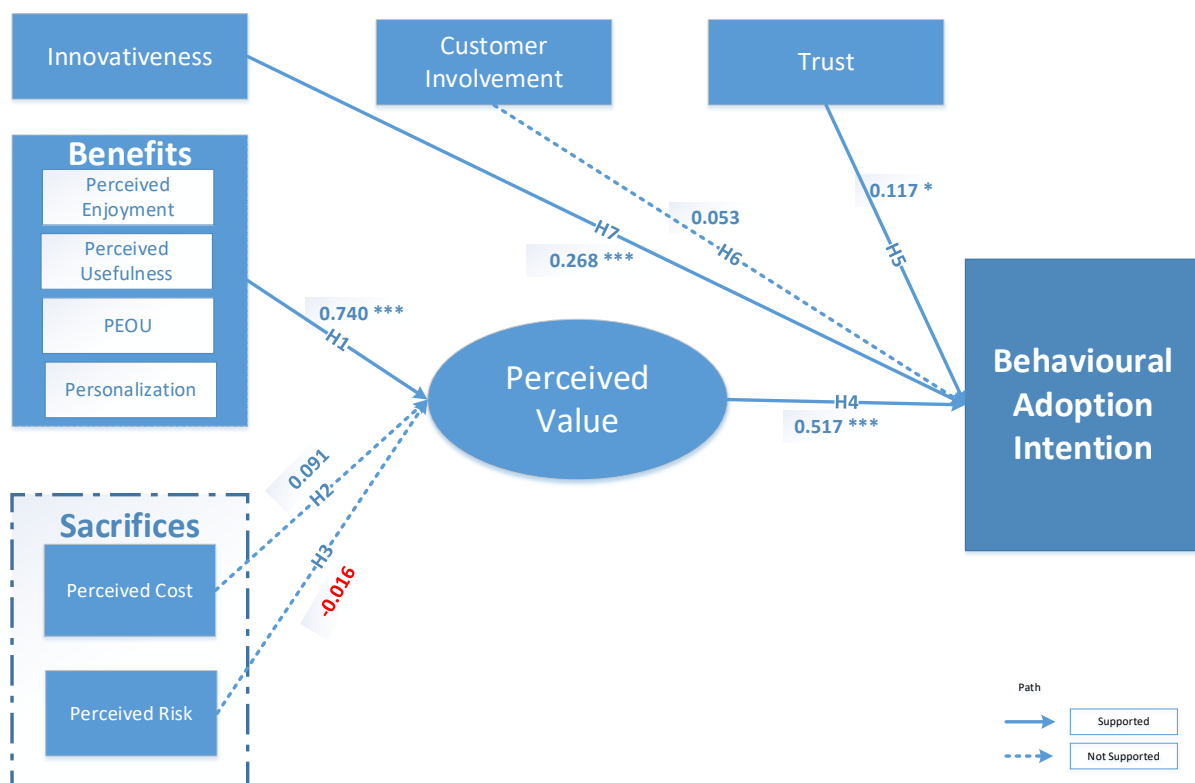 Innovativeness
Customer
Involvement
Trust
Benefits
Perceived
Enjoyment
Perceived
Usefulness
PEOU
Personalization
0.117 *
0.053
H7
0.268 ***
H6
H5
0.740 ***
H1
Perceived
Value
H4
0.517 ***
Behavioural
Adoption
Intention
0.091
H2
H3
-0.016
Sacrifices
Perceived Cost
Perceived Risk
Path
Supported
Not Supported